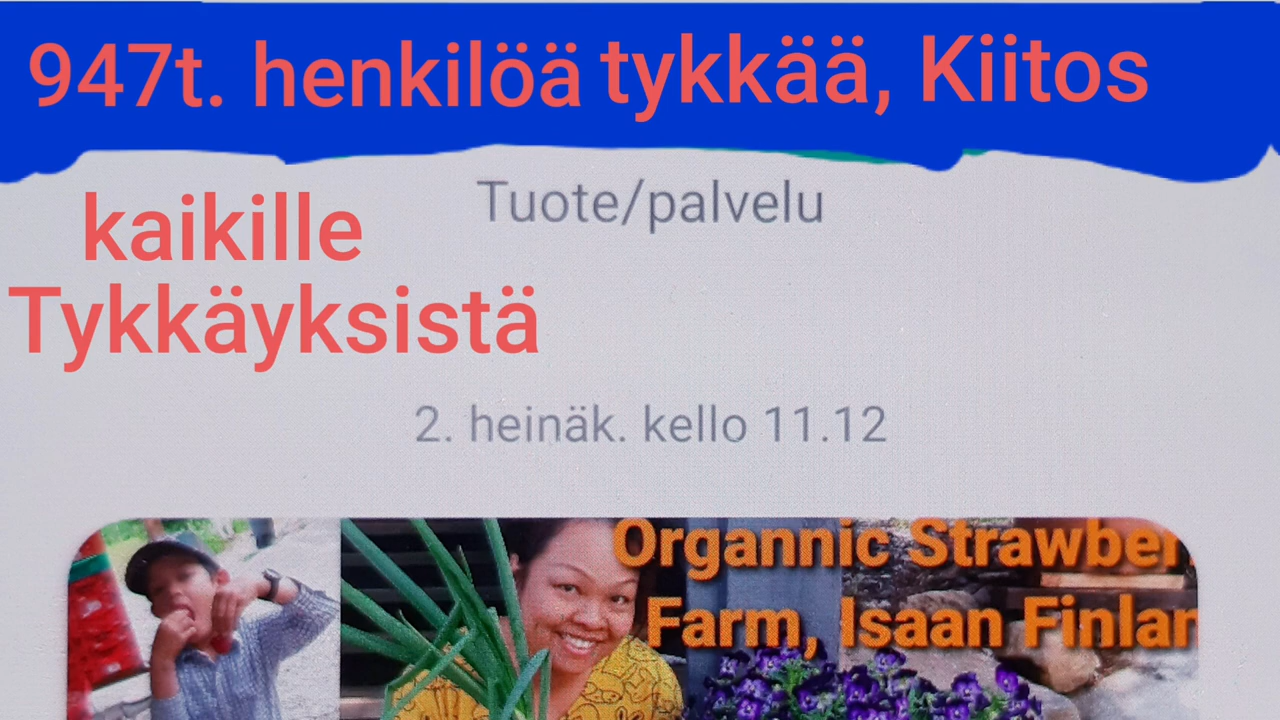 947t. henkilöä tykkää, Kiitos
kaikille
Tuote/palvelu
Tykkäyksistä
2. heinäk. kello 11.12
Organnic Strawber
Farm, Isaan Finlan